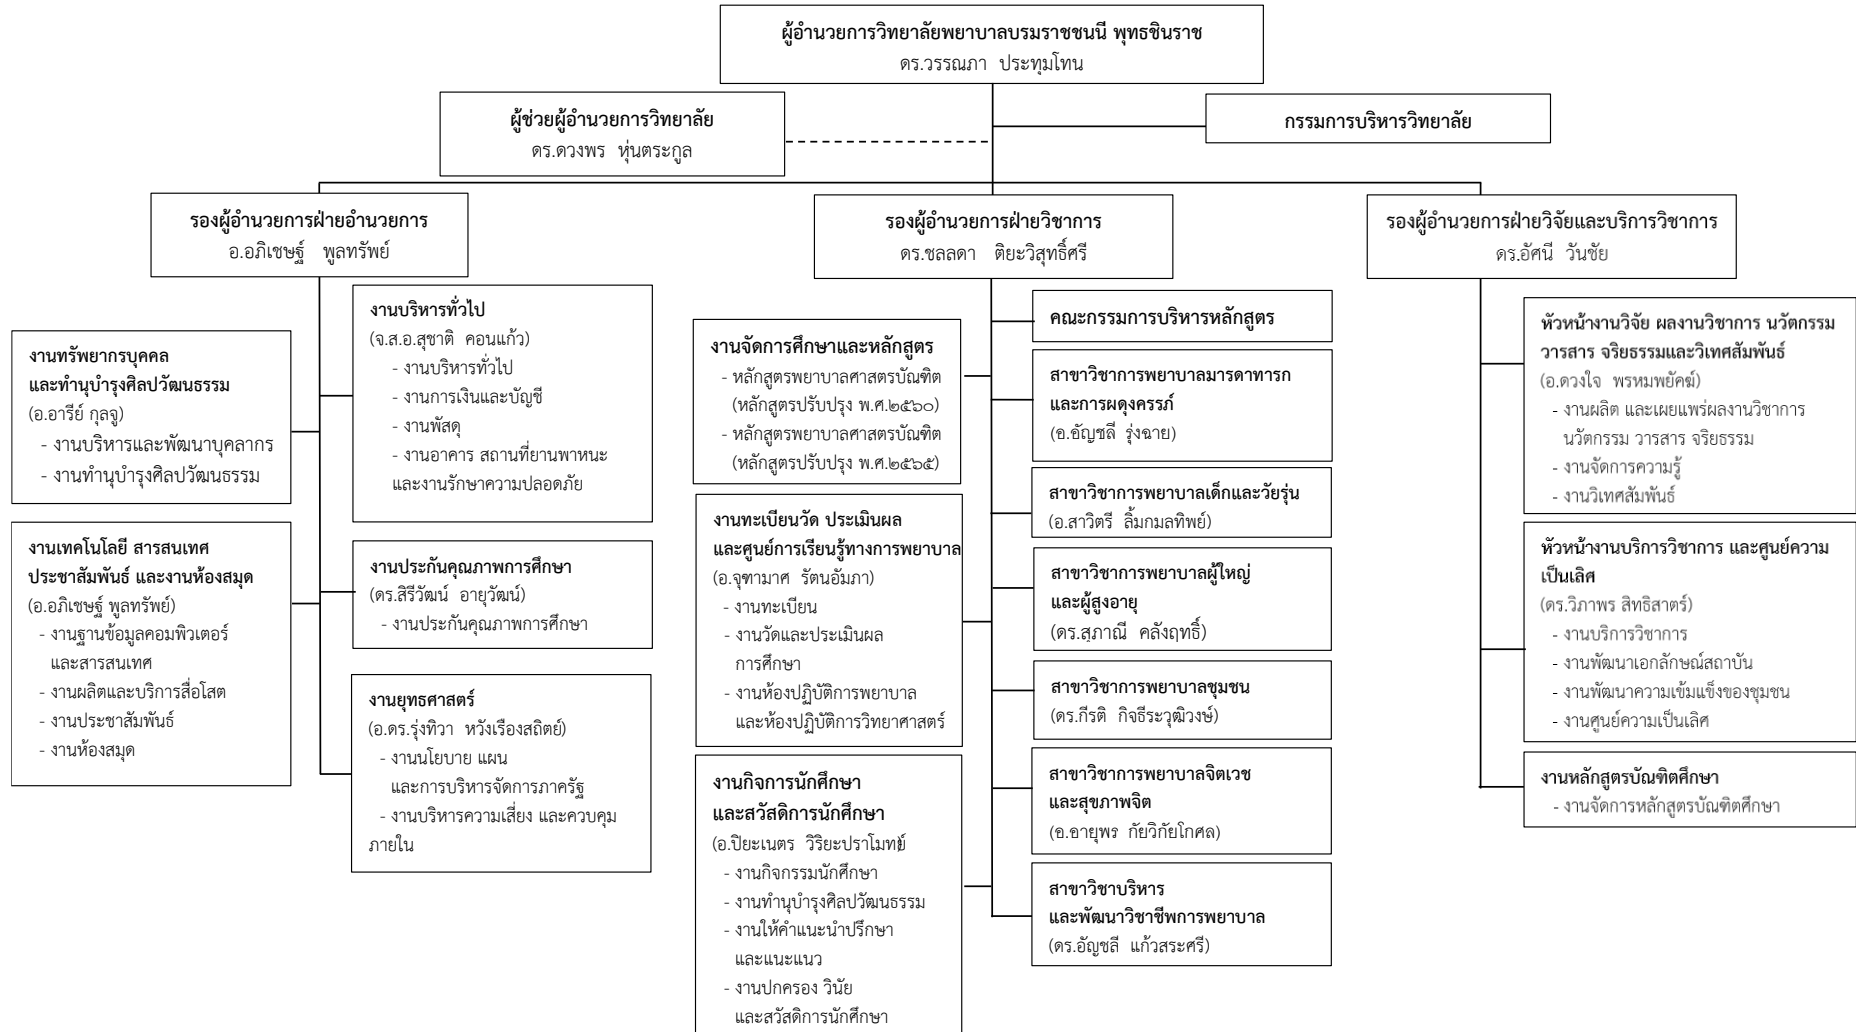 ผู้อำนวยการวิทยาลัยพยาบาลบรมราชชนนี พุทธชินราช
ดร.วรรณภา ประทุมโทน
ผู้ช่วยผู้อำนวยการวิทยาลัย
ดร.ดวงพร หุ่นตระกูล
กรรมการบริหารวิทยาลัย
รองผู้อำนวยการฝ่ายอำนวยการ
อ.อภิเชษฐ์ พูลทรัพย์
รองผู้อำนวยการฝ่ายวิชาการ
ดร.ชลลดา ติยะวิสุทธิ์ศรี
รองผู้อำนวยการฝ่ายวิจัยและบริการวิชาการ
ดร.อัศนี วันชัย
งานทรัพยากรบุคคล
และทำนุบำรุงศิลปวัฒนธรรม
(อ.อารีย์ กุลจู)
- งานบริหารและพัฒนาบุคลากร
- งานทำนุบำรุงศิลปวัฒนธรรม
งานเทคโนโลยี สารสนเทศ
ประชาสัมพันธ์ และงานห้องสมุด
(อ.อภิเชษฐ์ พูลทรัพย์)
- งานฐานข้อมูลคอมพิวเตอร์
และสารสนเทศ
- งานผลิตและบริการสื่อโสต
- งานประชาสัมพันธ์
- งานห้องสมุด
งานบริหารทั่วไป
(จ.ส.อ.สุชาติ คอนแก้ว)
- งานบริหารทั่วไป
- งานการเงินและบัญชี
- งานพัสดุ
- งานอาคาร สถานที่ยานพาหนะ
และงานรักษาความปลอดภัย
งานประกันคุณภาพการศึกษา
(ดร.สิรีวัฒน์ อายุวัฒน์)
- งานประกันคุณภาพการศึกษา
งานยุทธศาสตร์
(อ.ดร.รุ่งทิวา หวังเรืองสถิตย์)
- งานนโยบาย แผน
และการบริหารจัดการภาครัฐ
- งานบริหารความเสี่ยง และควบคุม
ภายใน
งานจัดการศึกษาและหลักสูตร
- หลักสูตรพยาบาลศาสตรบัณฑิต
(หลักสูตรปรับปรุง พ.ศ.๒๕๖๐)
- หลักสูตรพยาบาลศาสตรบัณฑิต
(หลักสูตรปรับปรุง พ.ศ.๒๕๖๕)
งานทะเบียนวัด ประเมินผล
และศูนย์การเรียนรู้ทางการพยาบาล
(อ.จุฑามาศ รัตนอัมภา)
- งานทะเบียน
- งานวัดและประเมินผล
การศึกษา
- งานห้องปฏิบัติการพยาบาล
และห้องปฏิบัติการวิทยาศาสตร์
งานกิจการนักศึกษา
และสวัสดิการนักศึกษา
(อ.ปิยะเนตร วิริยะปราโมทย์)
- งานกิจกรรมนักศึกษา
- งานทำนุบำรุงศิลปวัฒนธรรม
- งานให้คำแนะนำปรึกษา
และแนะแนว
- งานปกครอง วินัย
และสวัสดิการนักศึกษา
คณะกรรมการบริหารหลักสูตร
สาขาวิชาการพยาบาลมารดาทารก
และการผดุงครรภ์
(อ.อัญชลี รุ่งฉาย)
สาขาวิชาการพยาบาลเด็กและวัยรุ่น
(อ.สาวิตรี ลิ้มกมลทิพย์)
สาขาวิชาการพยาบาลผู้ใหญ่
และผู้สูงอายุ
(ดร.สุภาณี คลังฤทธิ์)
สาขาวิชาการพยาบาลชุมชน
(ดร.กีรติ กิจธีระวุฒิวงษ์)
สาขาวิชาการพยาบาลจิตเวช
และสุขภาพจิต
(อ.อายุพร กัยวิกัยโกศล)
สาขาวิชาบริหาร
และพัฒนาวิชาชีพการพยาบาล
(ดร.อัญชลี แก้วสระศรี)
หัวหน้างานวิจัย ผลงานวิชาการ นวัตกรรม
วารสาร จริยธรรมและวิเทศสัมพันธ์
(อ.ดวงใจ พรหมพยัคฆ์)
- งานผลิต และเผยแพร่ผลงานวิชาการ
นวัตกรรม วารสาร จริยธรรม
- งานจัดการความรู้
- งานวิเทศสัมพันธ์
หัวหน้างานบริการวิชาการ และศูนย์ความ
เป็นเลิศ
(ดร.วิภาพร สิทธิสาตร์)
- งานบริการวิชาการ
- งานพัฒนาเอกลักษณ์สถาบัน
- งานพัฒนาความเข้มแข็งของชุมชน
- งานศูนย์ความเป็นเลิศ
งานหลักสูตรบัณฑิตศึกษา
- งานจัดการหลักสูตรบัณฑิตศึกษา